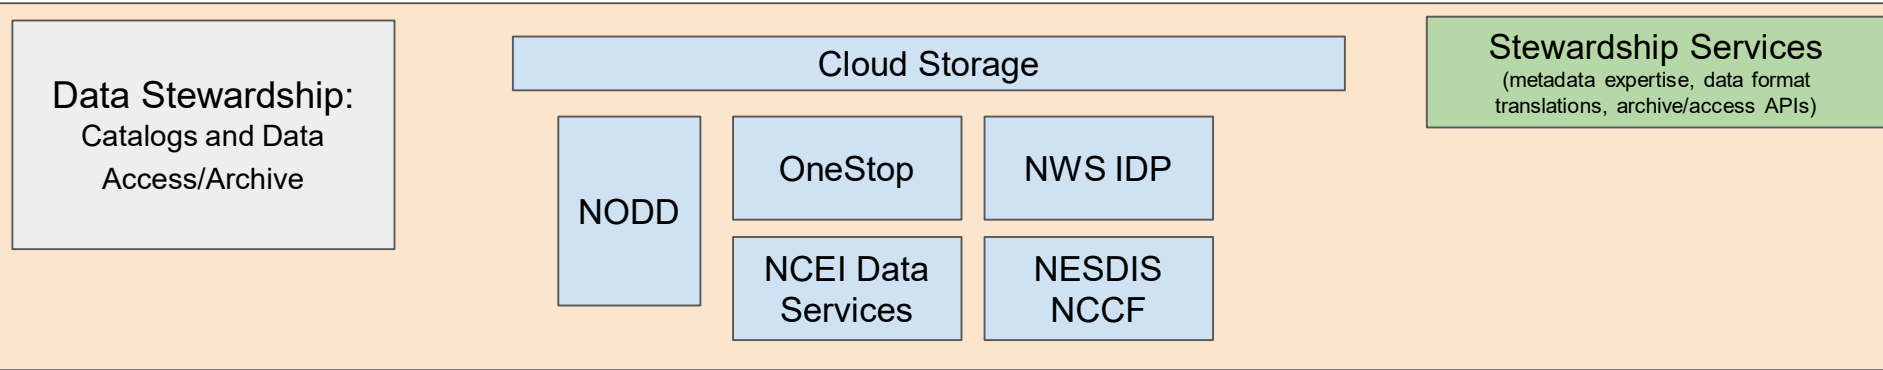 Data Stewardship:
Catalogs and Data
Access/Archive
Cloud Storage
NODD
OneStop
NWS IDP
NCEI Data
Services
NESDIS
NCCF
Stewardship Services
(metadata expertise, data format
translations, archive/access APIs)